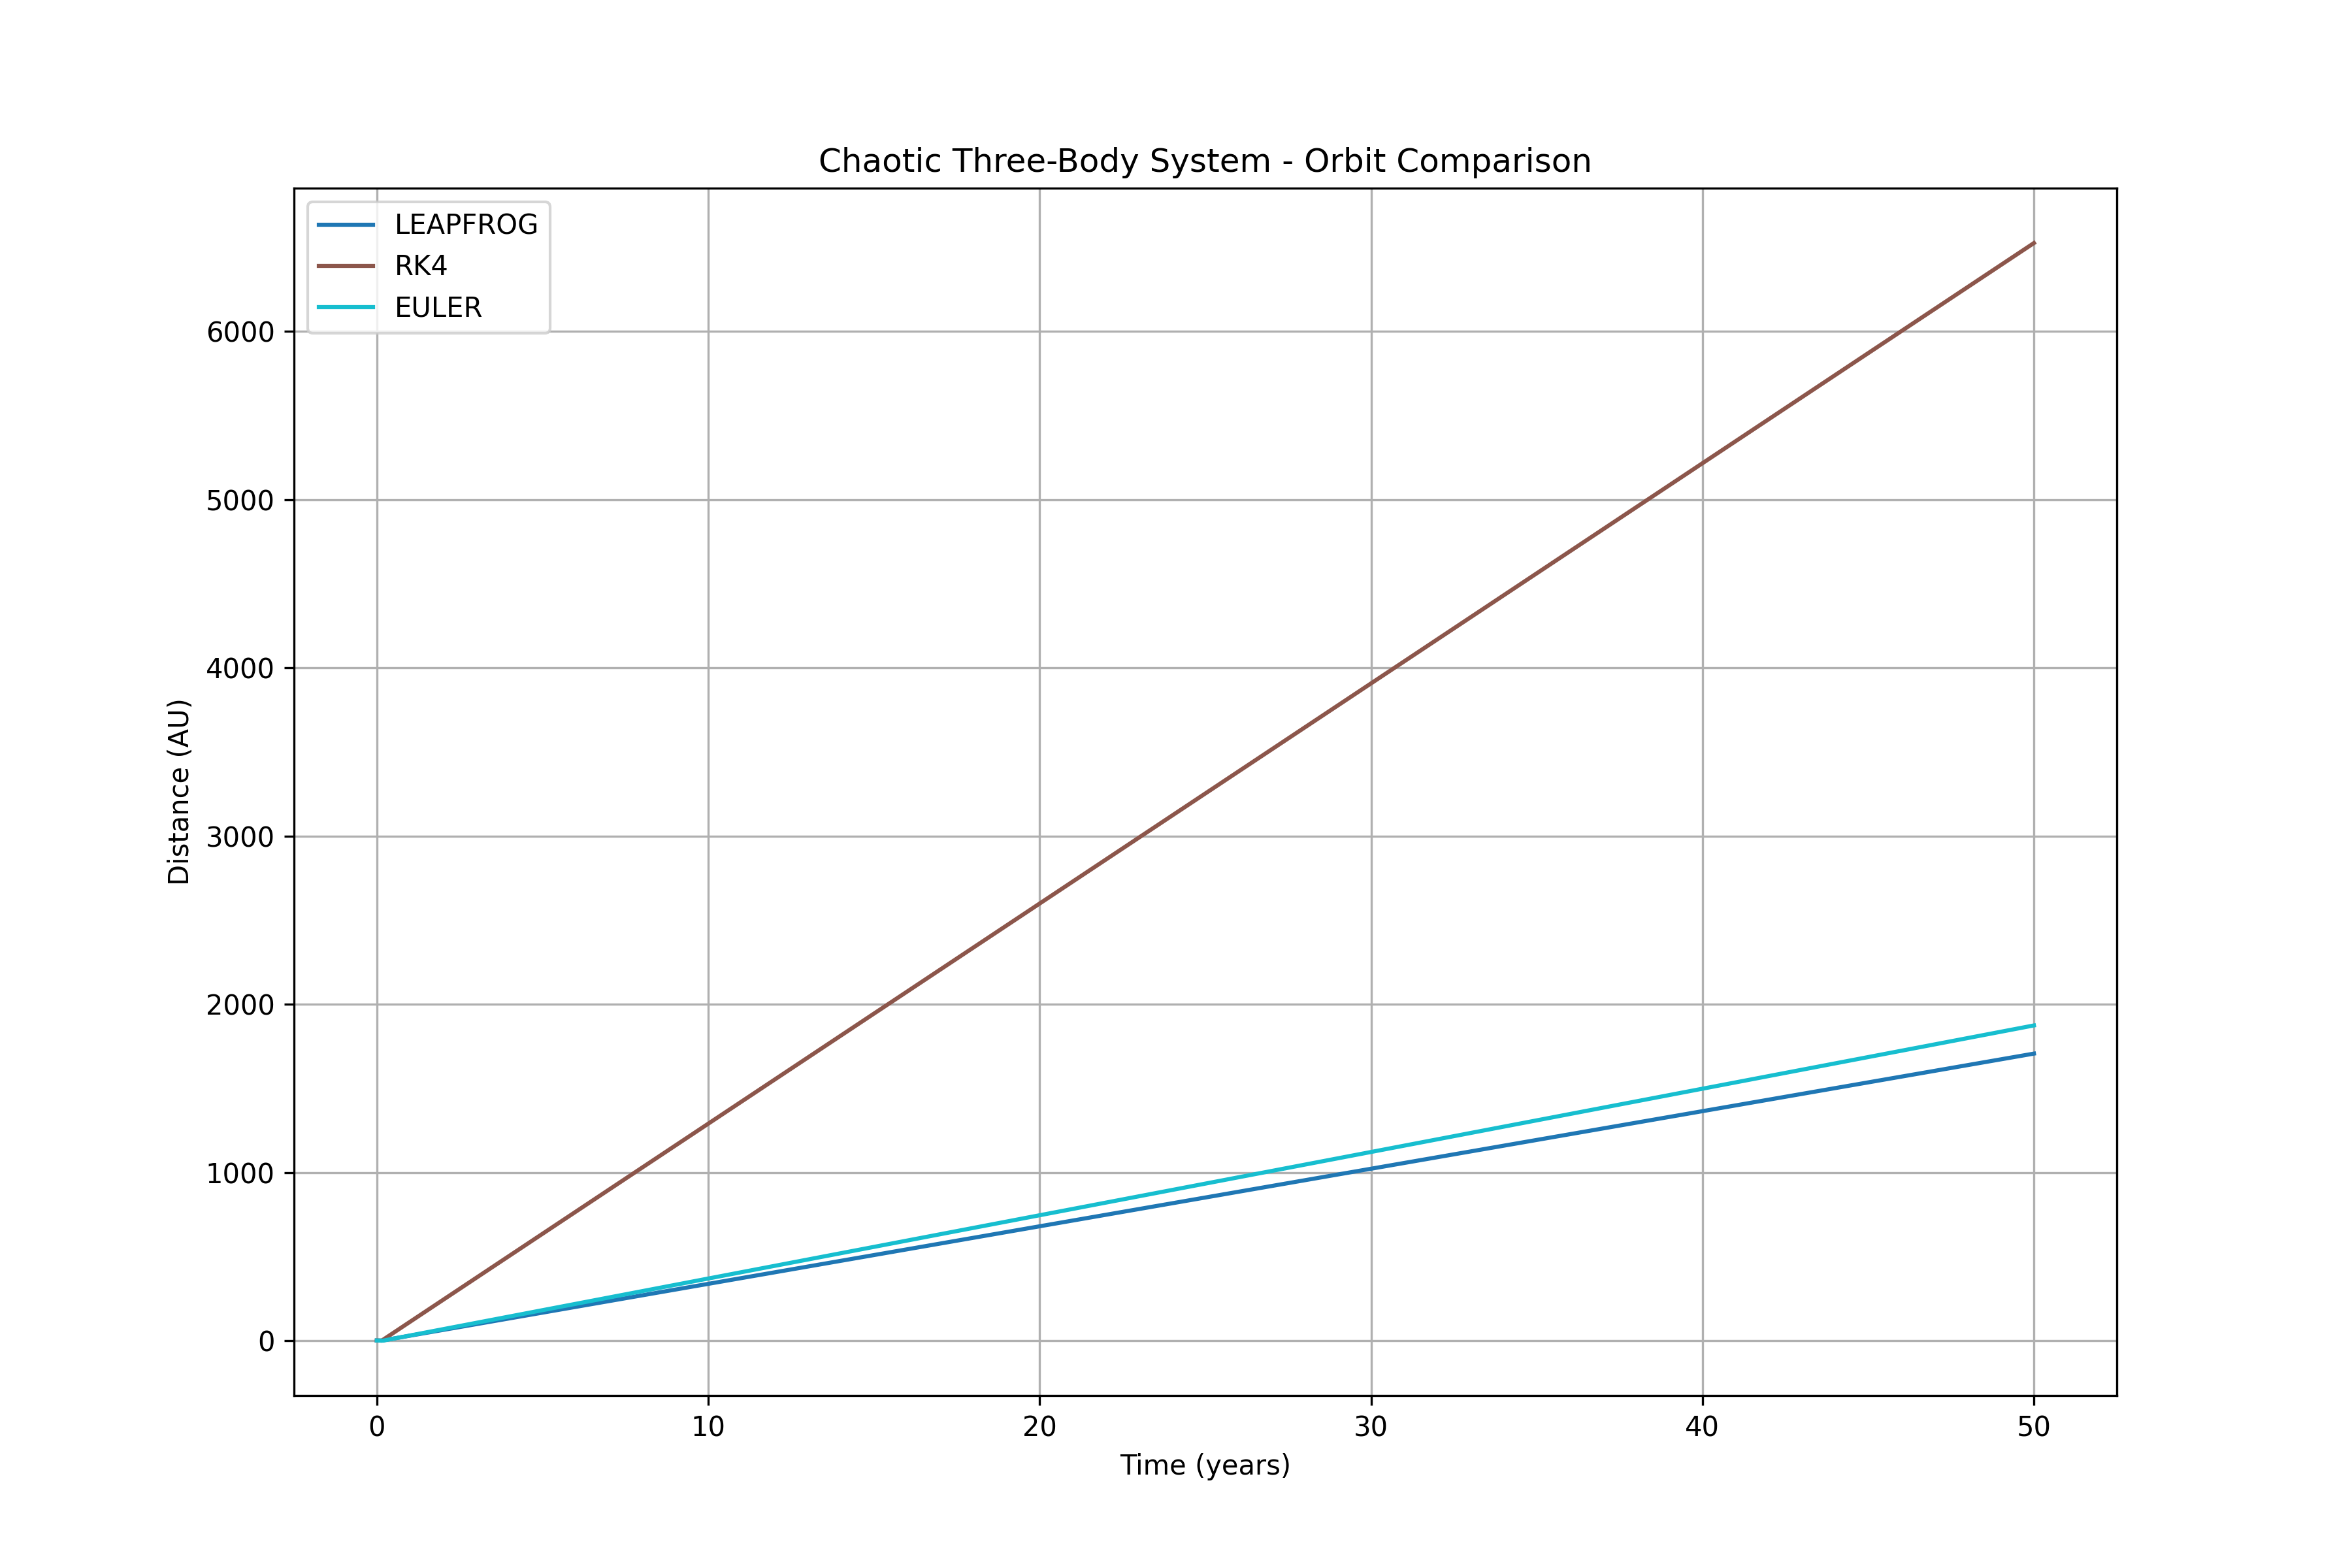 Chaotic Three-Body System - Orbit Comparison
LEAPFROG
RK4
EULER
6000
5000
4000
3000
2000
1000
0
Distance (AU)
0 10 20 30 40 50
Time (years)